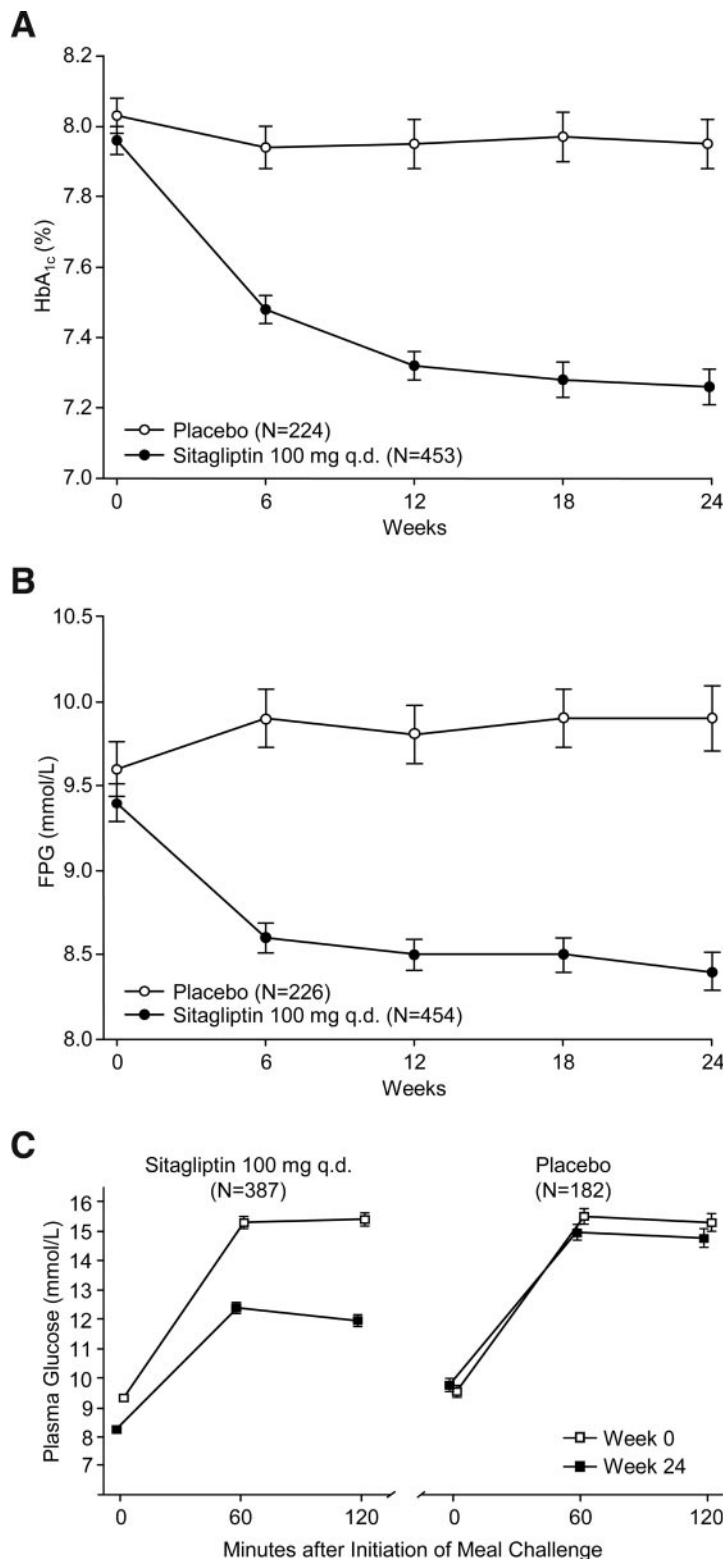 A
8.2
8.0
7.8
7.6
7.4
7.2
7.0
HbA1c (%)
Placebo (N=224)
Sitagliptin 100 mg q.d. (N=453)
0 6 12 18 24
Weeks
B
10.5
10.0
9.5
9.0
8.5
8.0
FPG (mmol/L)
Placebo (N=226)
Sitagliptin 100 mg q.d. (N=454)
0 6 12 18 24
Weeks
C
Sitagliptin 100 mg q.d.
(N=387)
Placebo
(N=182)
16
15
14
13
12
11
10
9
8
7
Plasma Glucose (mmol/L)
Week 0
Week 24
0 60 120 0 60 120
Minutes after Initiation of Meal Challenge